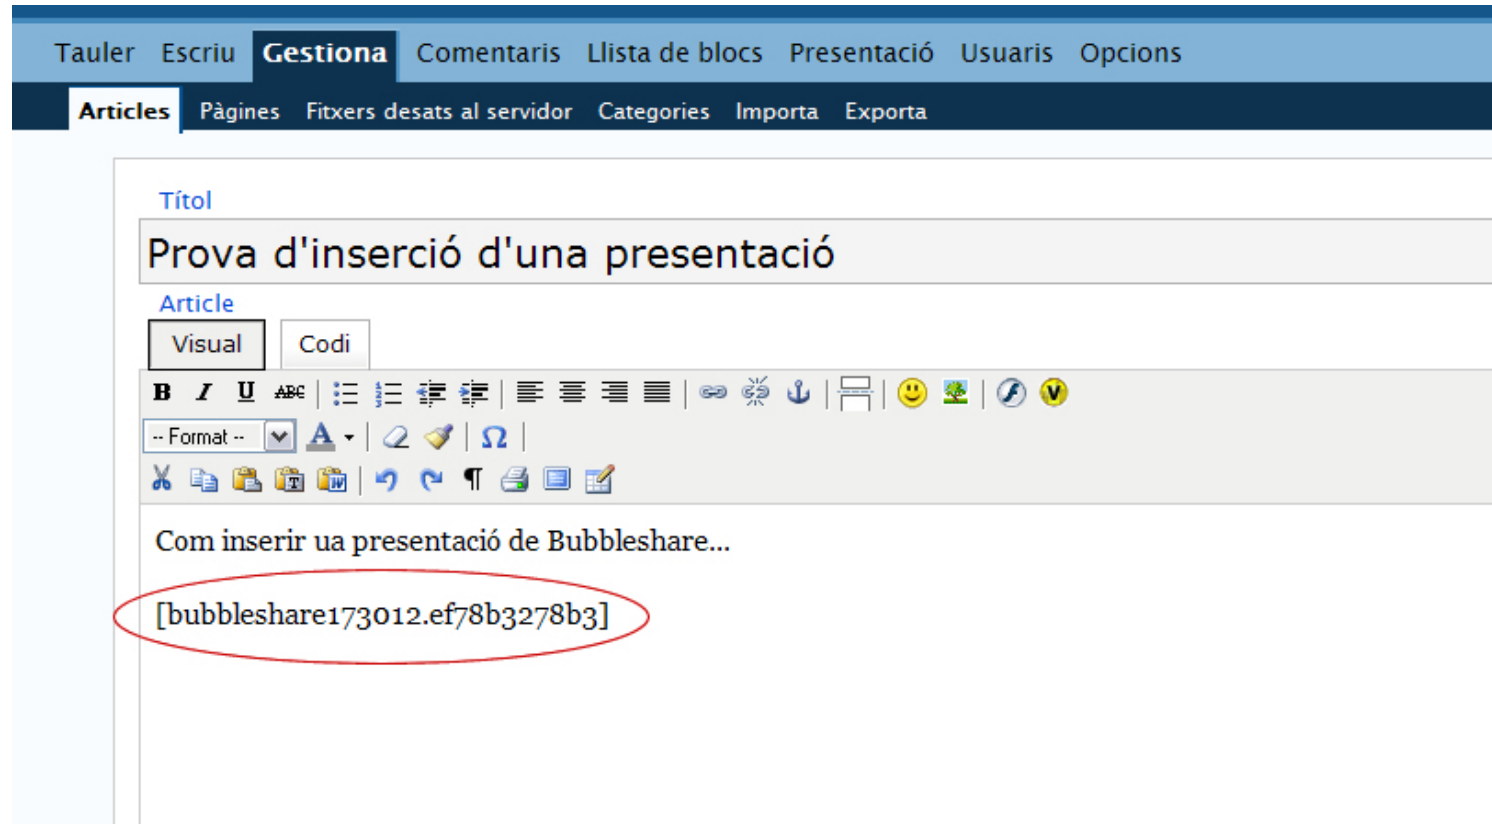 Tauler Escriu Gestiona Comentaris Llista de blocs Presentació Usuaris Opcions
Articles Pàgines Fitxers desats al servidor Categories Importa Exporta
Títol
Prova d'inserció d'una presentació
Article
Visual Codi
B I U ABC
-- Format -- A Ω
¶
Com inserir ua presentació de Bubbleshare...
[bubbleshare173012.ef78b3278b3]